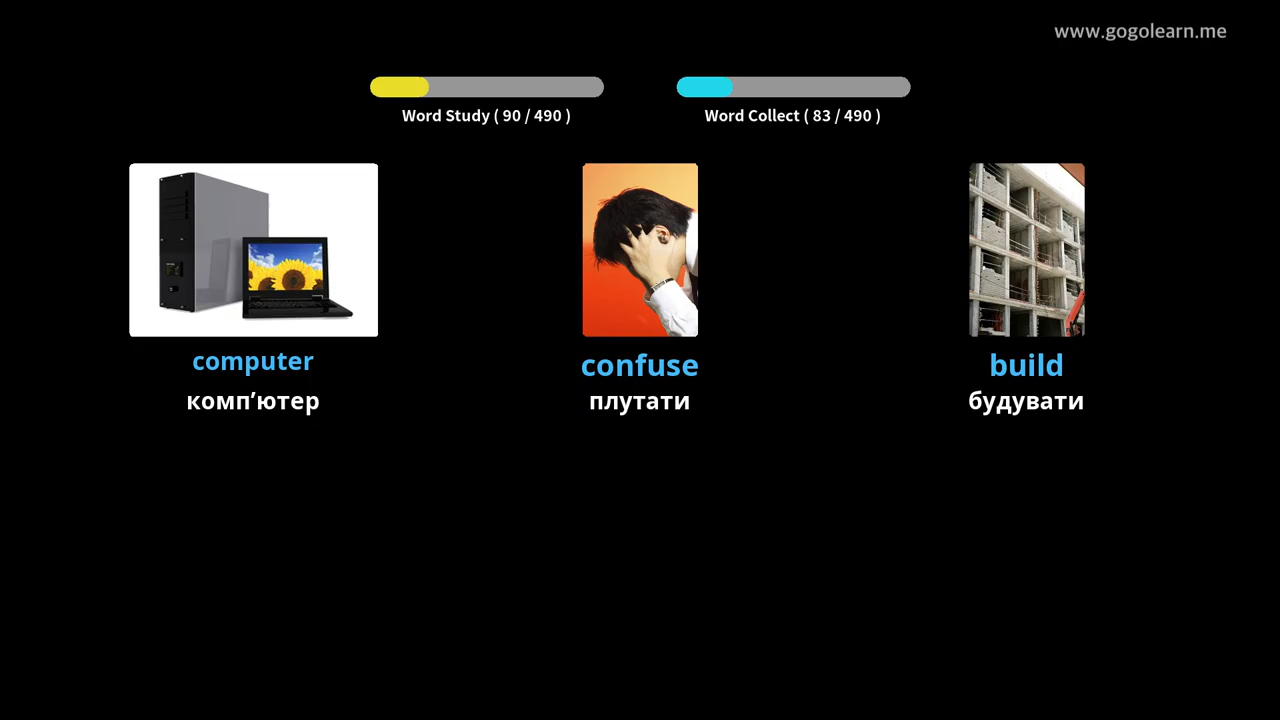 www.gogolearn.me
Word Study ( 90 / 490 )
Word Collect ( 83 / 490 )
computer
confuse
build
комп’ютер
плутати
будувати